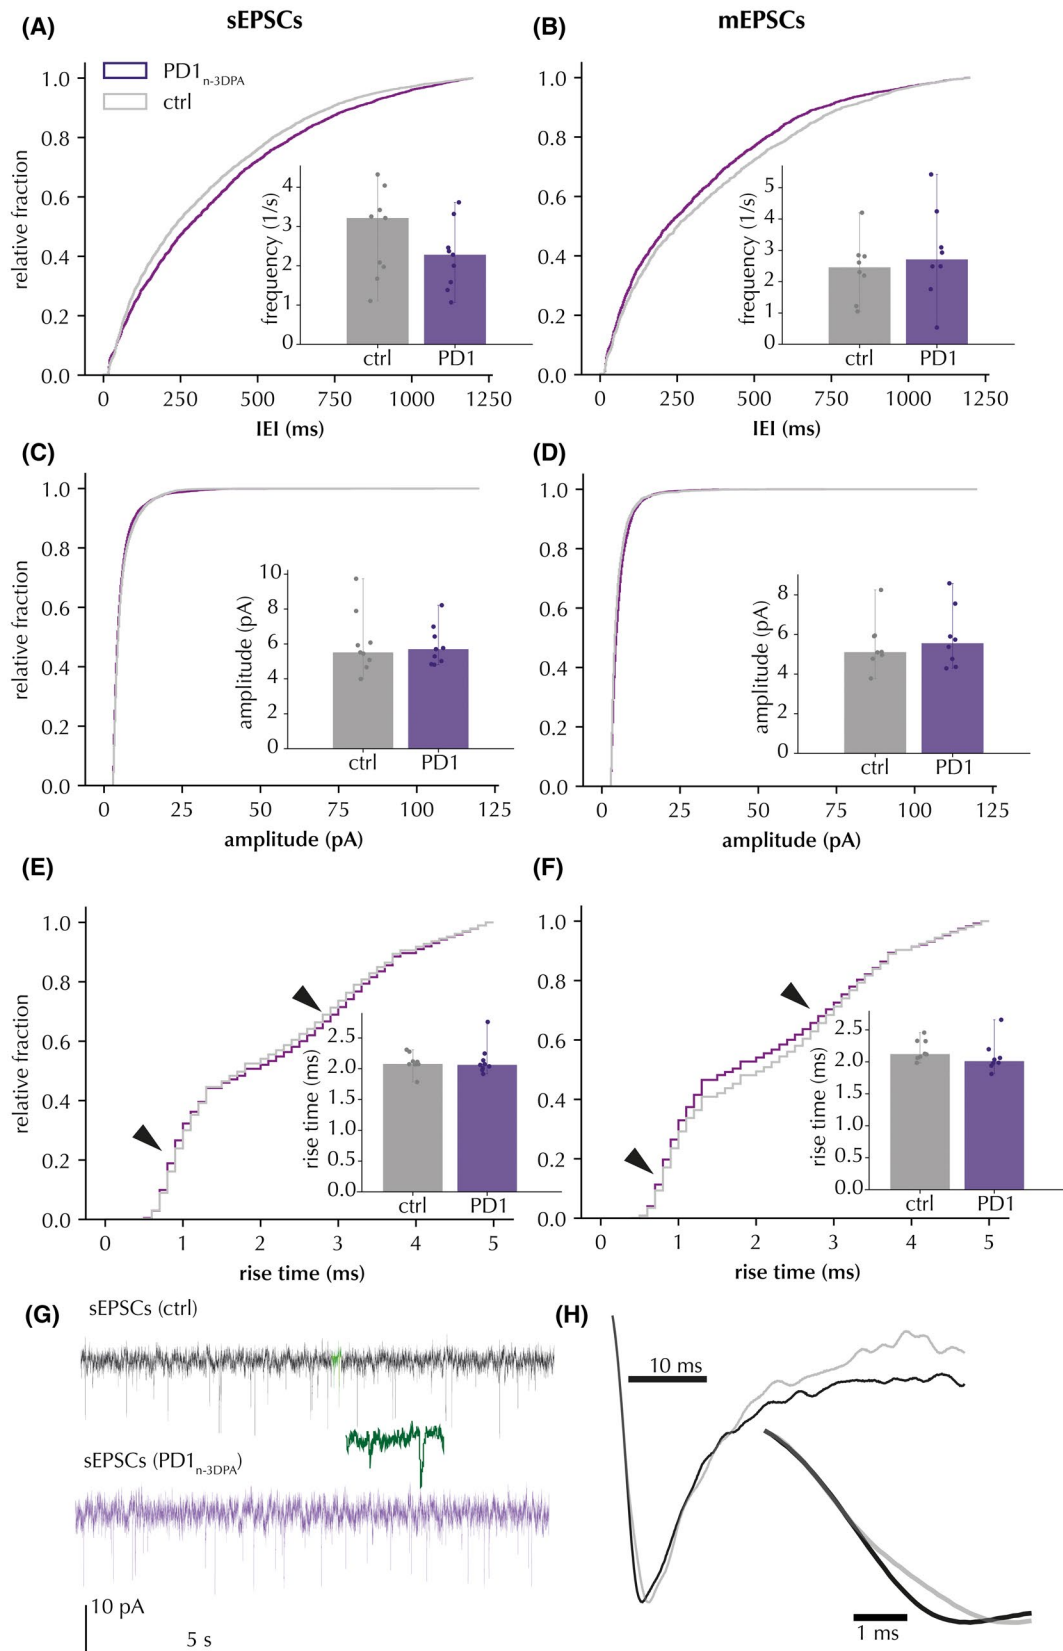 (A) sEPSCs (B) mEPSCs
PD1n-3DPA
ctrl
relative fraction
1.0
0.8
0.6
0.4
0.2
0.0
0 250 500 750 1000 1250
IEI (ms)
frequency (1/s)
4
3
2
1
0
ctrl PD1
1.0
0.8
0.6
0.4
0.2
0.0
0 250 500 750 1000 1250
IEI (ms)
frequency (1/s)
5
4
3
2
1
0
ctrl PD1
(C)
relative fraction
1.0
0.8
0.6
0.4
0.2
0.0
0 25 50 75 100 125
amplitude (pA)
amplitude (pA)
10
8
6
4
2
0
ctrl PD1
(D)
1.0
0.8
0.6
0.4
0.2
0.0
0 25 50 75 100 125
amplitude (pA)
amplitude (pA)
8
6
4
2
0
ctrl PD1
(E)
relative fraction
1.0
0.8
0.6
0.4
0.2
0.0
0 1 2 3 4 5
rise time (ms)
rise time (ms)
2.5
2.0
1.5
1.0
0.5
0.0
ctrl PD1
(F)
1.0
0.8
0.6
0.4
0.2
0.0
0 1 2 3 4 5
rise time (ms)
rise time (ms)
2.5
2.0
1.5
1.0
0.5
0.0
ctrl PD1
(G)
sEPSCs (ctrl)
sEPSCs (PD1n-3DPA)
10 pA
5 s
(H)
10 ms
1 ms